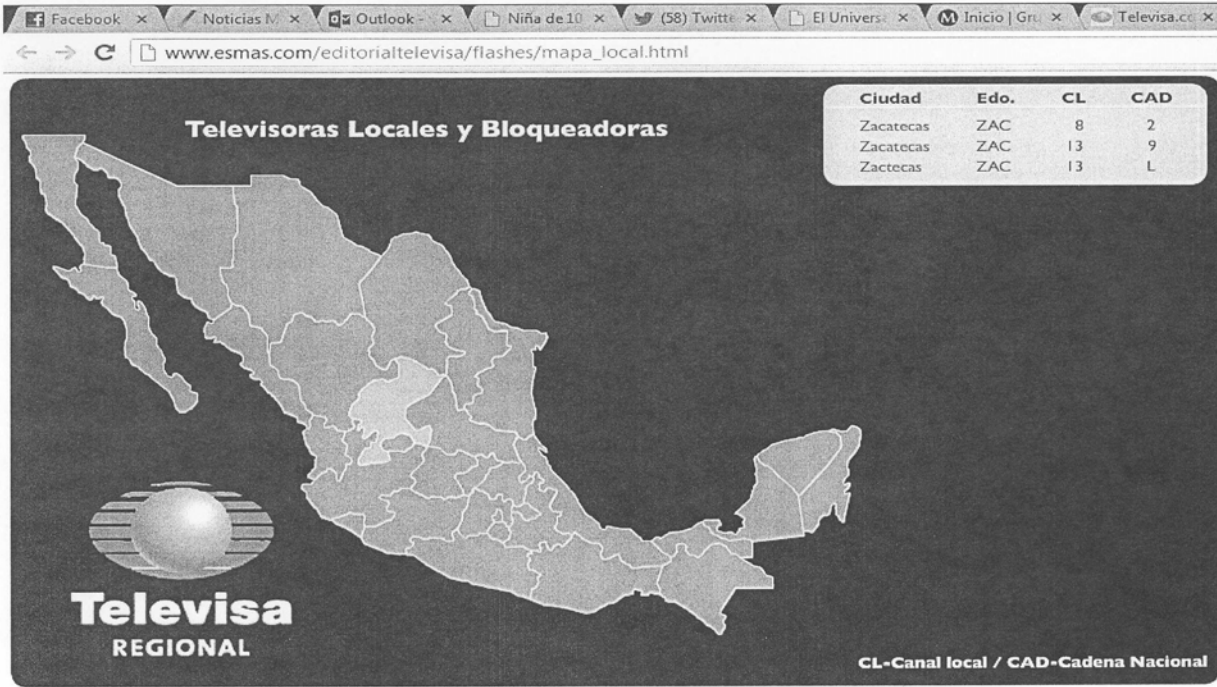 Facebook Noticias M Outlook - Niña de 10 (58) Twitte El Universa Inicio | Gru Televisa.cc
www.esmas.com/editorialtelevisa/flashes/mapa_local.html
Televisoras Locales y Bloqueadoras
Ciudad Edo. CL CAD
Zacatecas ZAC 8 2
Zacatecas ZAC 13 9
Zactecas ZAC 13 L
Televisa
REGIONAL
CL-Canal local / CAD-Cadena Nacional